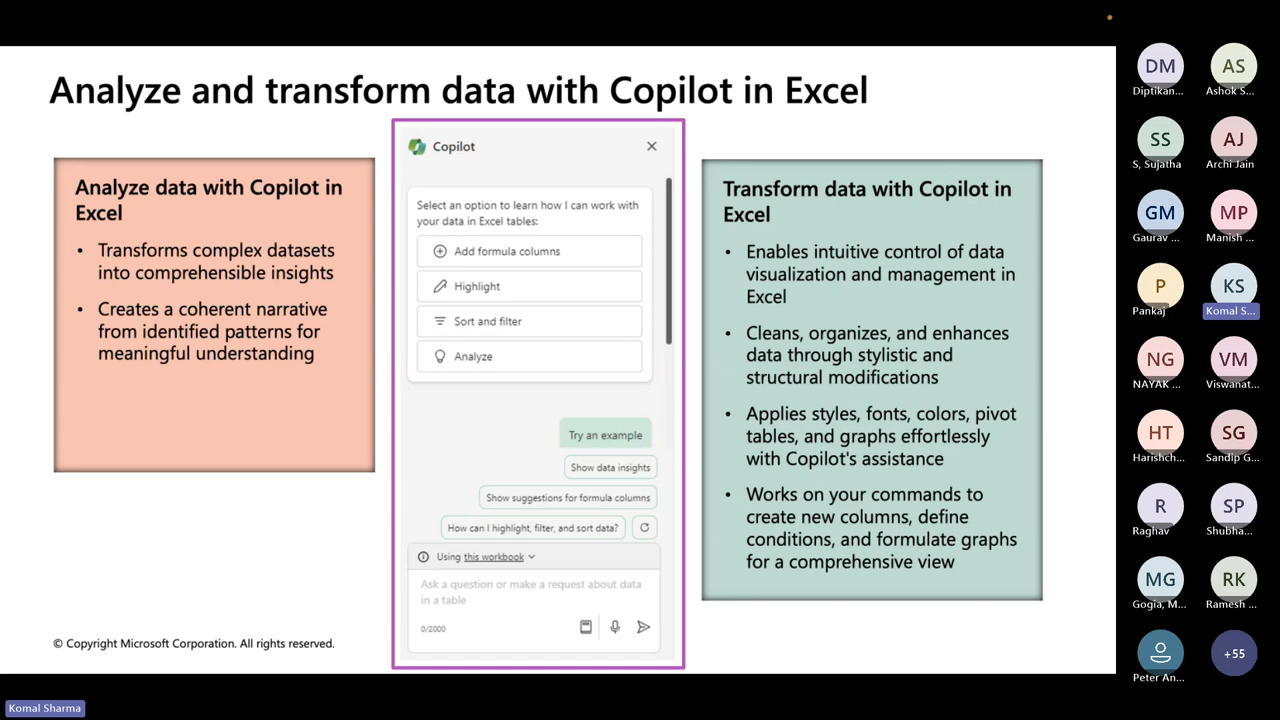 Analyze and transform data with Copilot in Excel
Analyze data with Copilot in
Excel
• Transforms complex datasets
into comprehensible insights
• Creates a coherent narrative
from identified patterns for
meaningful understanding
Copilot
Select an option to learn how I can work with
your data in Excel tables:
Add formula columns
Highlight
Sort and filter
Analyze
Try an example
Show data insights
Show suggestions for formula columns
How can I highlight, filter, and sort data?
Using this workbook
Ask a question or make a request about data
in a table
0/2000
Transform data with Copilot in
Excel
• Enables intuitive control of data
visualization and management in
Excel
• Cleans, organizes, and enhances
data through stylistic and
structural modifications
• Applies styles, fonts, colors, pivot
tables, and graphs effortlessly
with Copilot's assistance
• Works on your commands to
create new columns, define
conditions, and formulate graphs
for a comprehensive view
© Copyright Microsoft Corporation. All rights reserved.
DM
Diptikan...
AS
Ashok S...
SS
S, Sujatha
AJ
Archi Jain
GM
Gaurav ...
MP
Manish ...
P
Pankaj
KS
Komal S...
NG
NAYAK ...
VM
Viswanat...
HT
Harishch...
SG
Sandip G...
R
Raghav
SP
Shubha...
MG
Gogia, M...
RK
Ramesh ...
Peter An...
+55
Komal Sharma